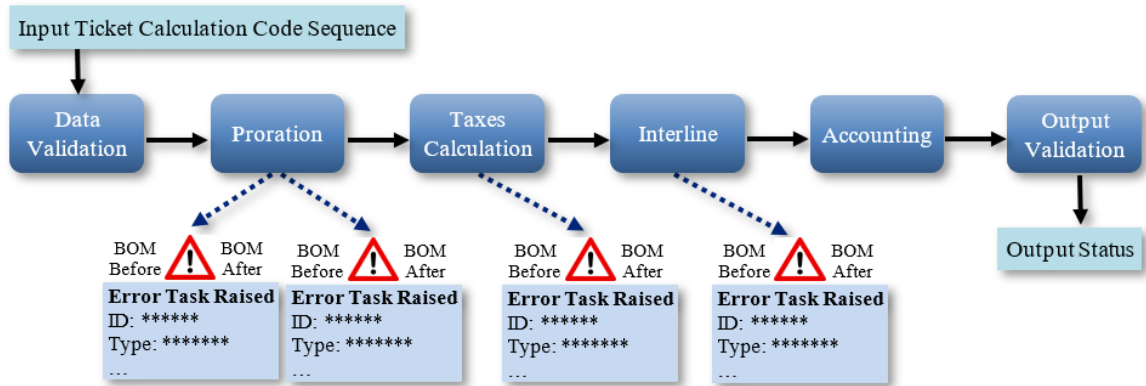 Input Ticket Calculation Code Sequence
Data
Validation
Proration
Taxes
Calculation
Interline
Accounting
Output
Validation
Output Status
BOM
Before
BOM
After
Error Task Raised
ID: ******
Type: *******
…
BOM
Before
BOM
After
Error Task Raised
ID: ******
Type: *******
…
BOM
Before
BOM
After
Error Task Raised
ID: ******
Type: *******
…
BOM
Before
BOM
After
Error Task Raised
ID: ******
Type: *******
…